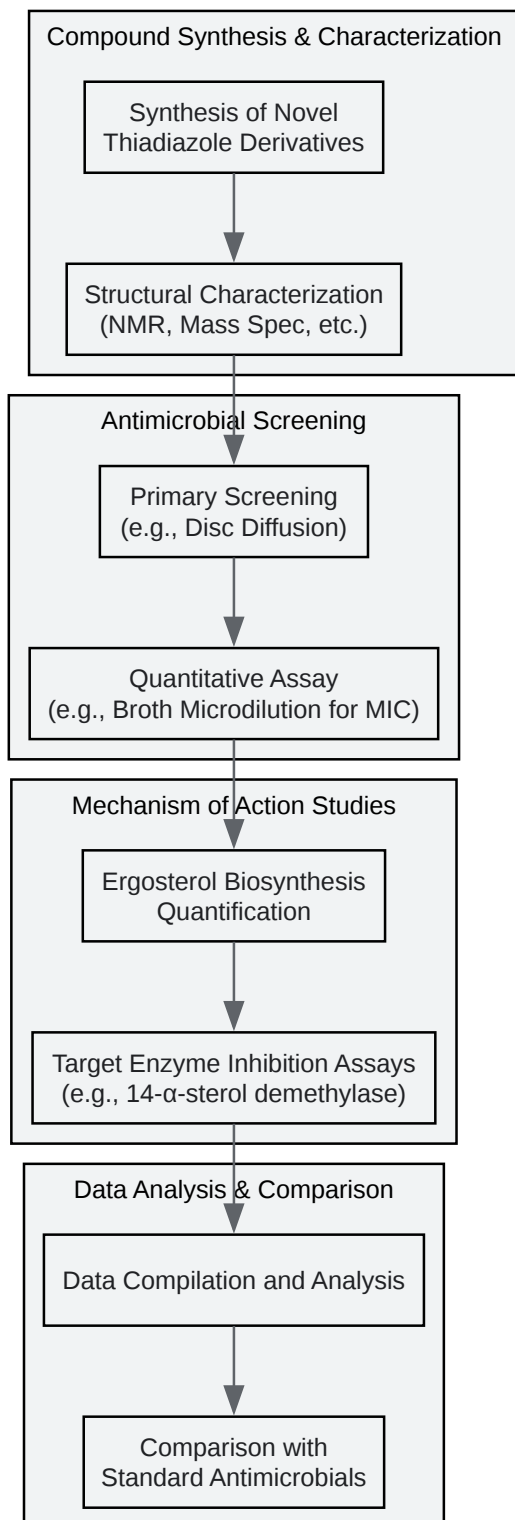 Compound Synthesis & Characterization
Synthesis of Novel
Thiadiazole Derivatives
Structural Characterization
(NMR, Mass Spec, etc.)
Antimicrobial Screening
Primary Screening
(e.g., Disc Diffusion)
Quantitative Assay
(e.g., Broth Microdilution for MIC)
Mechanism of Action Studies
Ergosterol Biosynthesis
Quantification
Target Enzyme Inhibition Assays
(e.g., 14-α-sterol demethylase)
Data Analysis & Comparison
Data Compilation and Analysis
Comparison with
Standard Antimicrobials